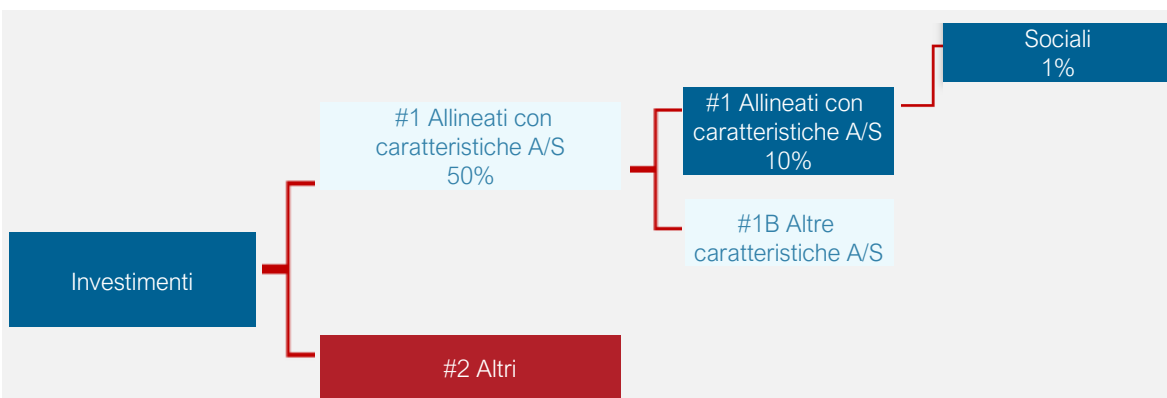 Sociali
1%
#1 Allineati con
caratteristiche A/S
10%
#1 Allineati con
caratteristiche A/S
50%
#1B Altre
caratteristiche A/S
Investimenti
#2 Altri